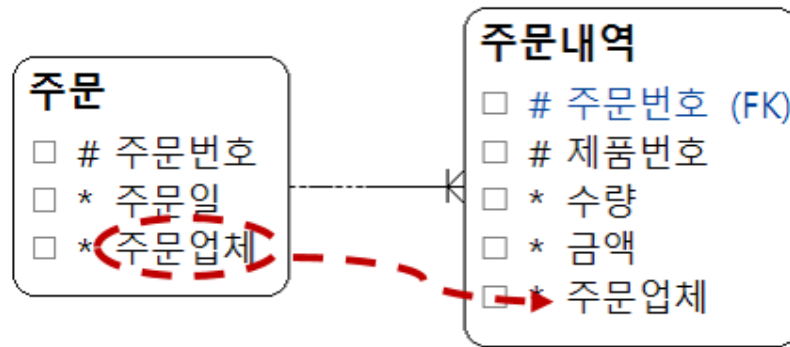 주문
# 주문번호
* 주문일
* 주문업체
주문내역
# 주문번호 (FK)
# 제품번호
* 수량
* 금액
* 주문업체